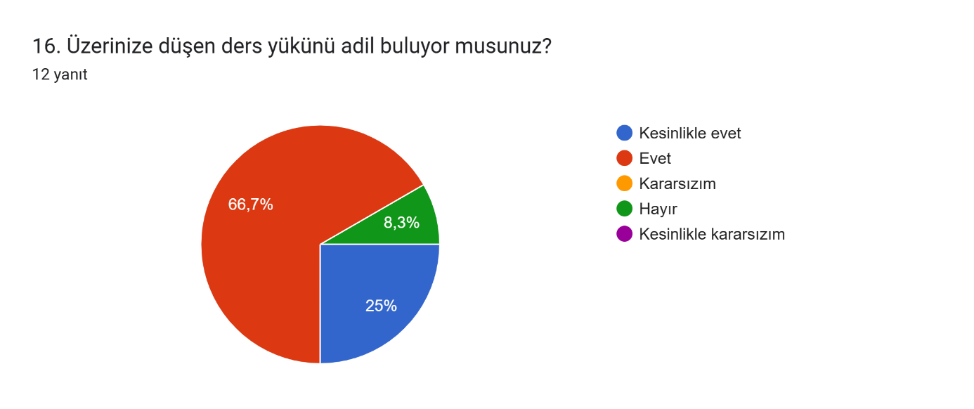 16. Üzerinize düşen ders yükünü adil buluyor musunuz?
12 yanıt
66,7%
8,3%
25%
Kesinlikle evet
Evet
Kararsızım
Hayır
Kesinlikle kararsızım